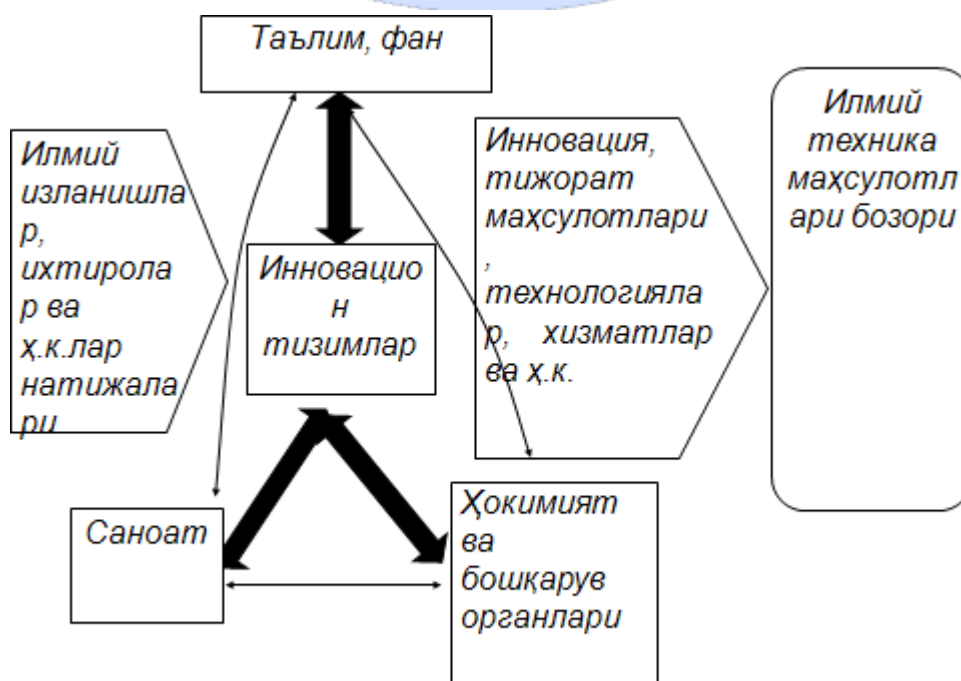 Таълим, фан
Илмий
изланишла
р,
ихтирола
р ва
ҳ.к.лар
натижала
ри
Инновацио
н
тизимлар
Инновация,
тижорат
маҳсулотлари
,
технологияла
р, хизматлар
ва ҳ.к.
Илмий
техника
маҳсулотл
ари бозори
Саноат
Ҳокимият
ва
бошқарув
органлари